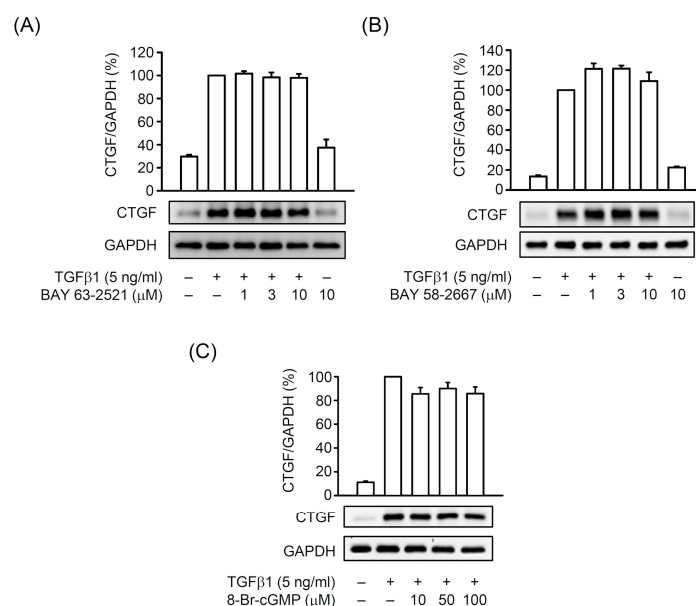 (A)
CTGF/GAPDH (%)
120
100
80
60
40
20
0
CTGF
GAPDH
TGFβ1 (5 ng/ml) – + + + + –
BAY 63-2521 (μM) – – 1 3 10 10
(B)
CTGF/GAPDH (%)
140
120
100
80
60
40
20
0
CTGF
GAPDH
TGFβ1 (5 ng/ml) – + + + + –
BAY 58-2667 (μM) – – 1 3 10 10
(C)
CTGF/GAPDH (%)
100
80
60
40
20
0
CTGF
GAPDH
TGFβ1 (5 ng/ml) – + + + +
8-Br-cGMP (μM) – – 10 50 100